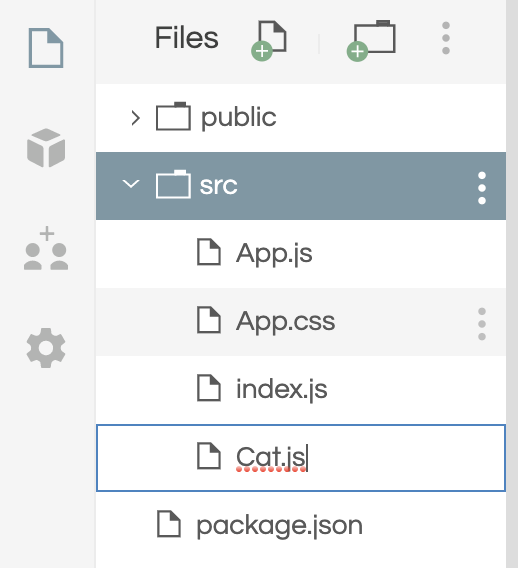 Files
public
src
App.js
App.css
index.js
Cat.js
package.json